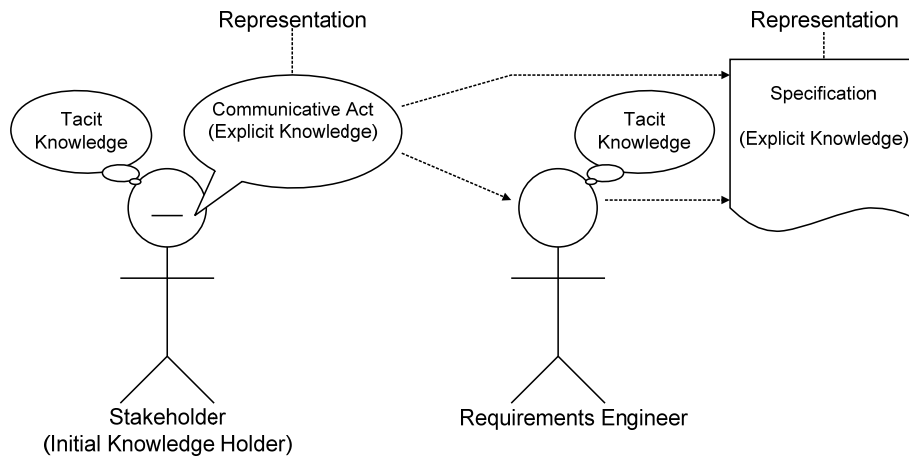 Representation
Representation
Communicative Act
(Explicit Knowledge)
Tacit
Knowledge
Tacit
Knowledge
Specification
(Explicit Knowledge)
Stakeholder
(Initial Knowledge Holder)
Requirements Engineer